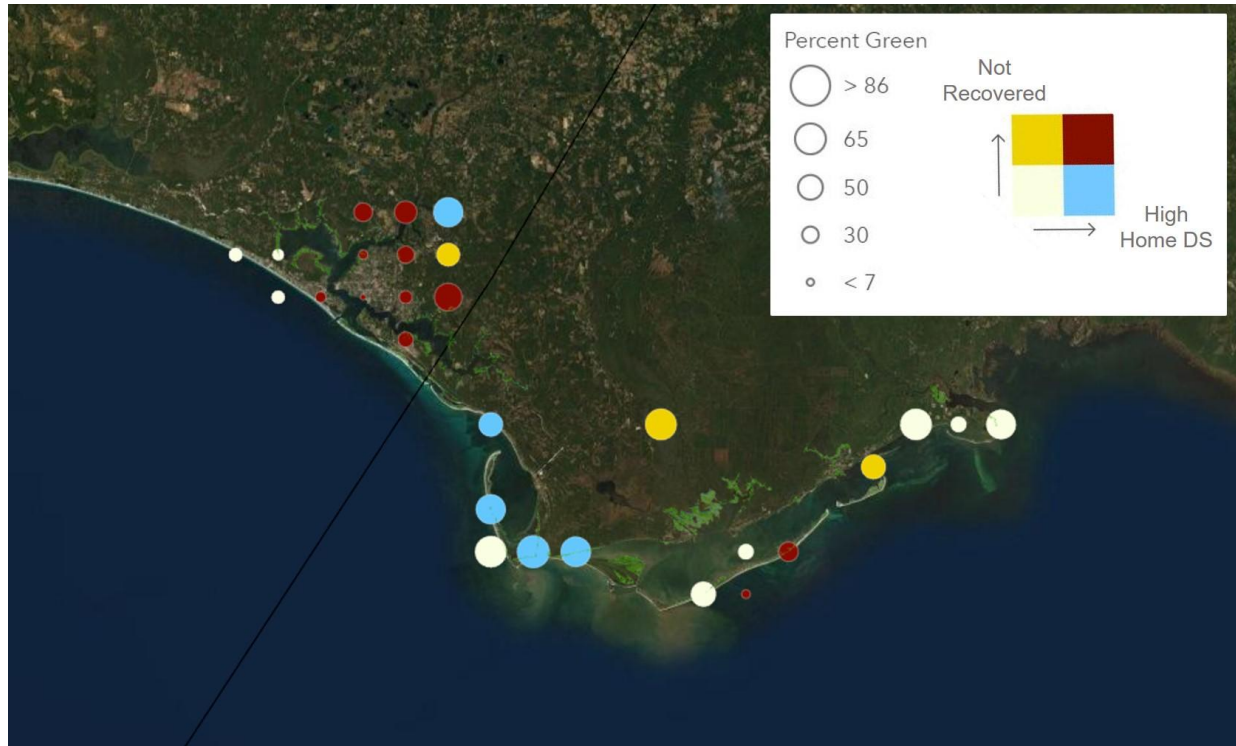 Percent Green
> 86
65
50
30
< 7
Not
Recovered
High
Home DS